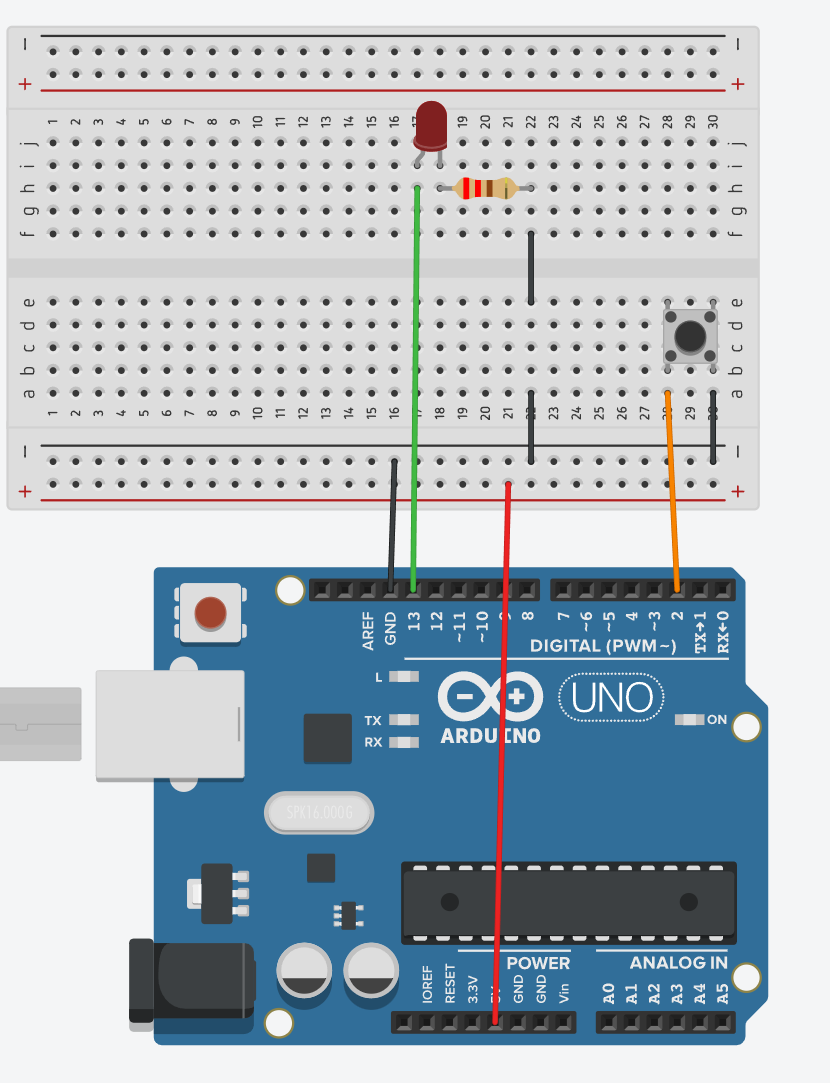 − −
+ +
1 2 3 4 5 6 7 8 9 10 11 12 13 14 15 16 17 18 19 20 21 22 23 24 25 26 27 28 29 30
j j
i i
h h
g g
f f
e e
d d
c c
b b
a a
1 2 3 4 5 6 7 8 9 10 11 12 13 14 15 16 17 18 19 20 21 22 23 24 25 26 27 28 29 30
− −
+ +
AREF GND 13 12 ~11 ~10 9 8 7 ~6 ~5 4 ~3 2 TX→1 RX←0
DIGITAL (PWM~)
L
TX
RX
UNO
ON
ARDUINO
SPK16.000G
POWER ANALOG IN
IOREF RESET 3.3V 5V GND GND Vin A0 A1 A2 A3 A4 A5